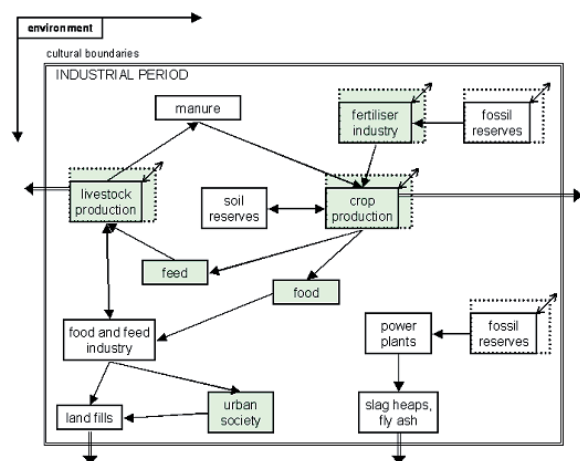 environment
cultural boundaries
INDUSTRIAL PERIOD
manure
fertiliser
industry
fossil
reserves
livestock
production
soil
reserves
crop
production
feed
food
food and feed
industry
power
plants
fossil
reserves
land fills
urban
society
slag heaps,
fly ash